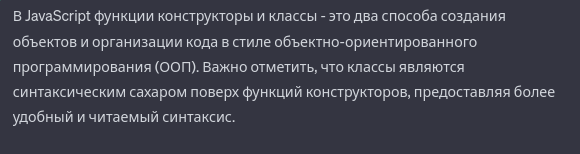 В JavaScript функции конструкторы и классы - это два способа создания
объектов и организации кода в стиле объектно-ориентированного
программирования (ООП). Важно отметить, что классы являются
синтаксическим сахаром поверх функций конструкторов, предоставляя более
удобный и читаемый синтаксис.